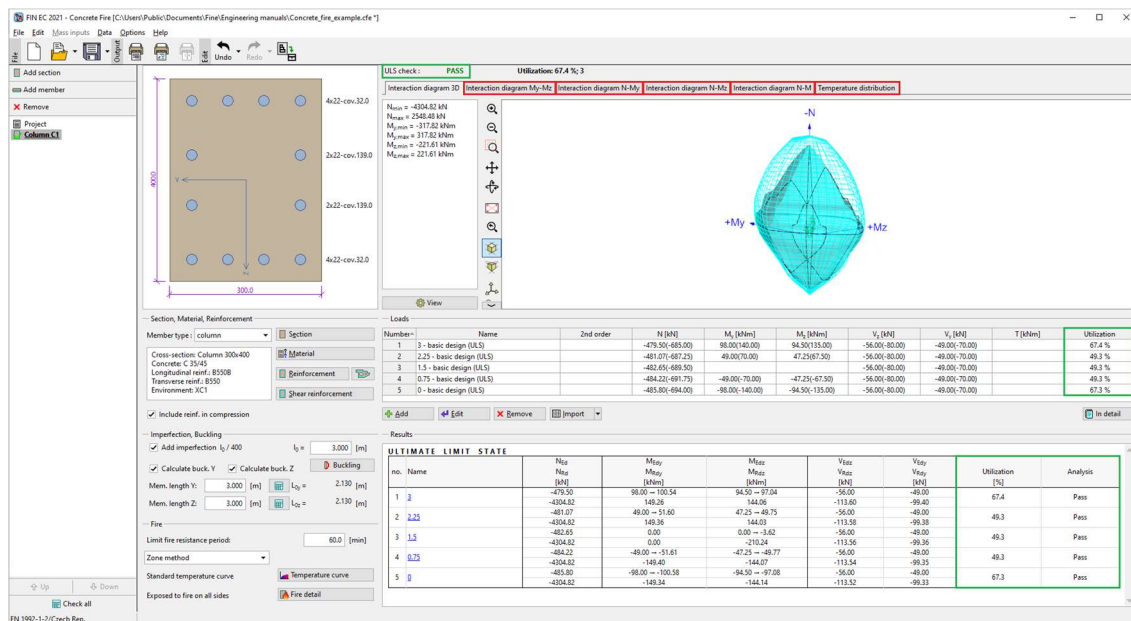 FIN EC 2021 - Concrete Fire [C:\Users\Public\Documents\Fine\Engineering manuals\Concrete_fire_example.cfe *]
File Edit Mass inputs Data Options Help
File Output Edit Undo Redo
Add section
Add member
Remove
Project
Column C1
4x22-cov.32.0
2x22-cov.139.0
2x22-cov.139.0
4x22-cov.32.0
400.0
300.0
Y
Z
ULS check : PASS Utilization: 67.4 %; 3
Interaction diagram 3D Interaction diagram My-Mz Interaction diagram N-My Interaction diagram N-Mz Interaction diagram N-M Temperature distribution
Nmin = -4304.82 kN
Nmax = 2548.48 kN
My,min = -317.82 kNm
My,max = 317.82 kNm
Mz,min = -221.61 kNm
Mz,max = 221.61 kNm
View
-N
+My
+Mz
Section, Material, Reinforcement
Member type : column Section
Cross-section: Column 300x400
Concrete: C 35/45
Longitudinal reinf.: B550B
Transverse reinf.: B550
Environment: XC1
Material
Reinforcement
Shear reinforcement
Include reinf. in compression
Imperfection, Buckling
Add imperfection l0 / 400 l0 = 3.000 [m]
Calculate buck. Y Calculate buck. Z Buckling
Mem. length Y: 3.000 [m] L0y = 2.130 [m]
Mem. length Z: 3.000 [m] L0z = 2.130 [m]
Fire
Limit fire resistance period: 60.0 [min]
Zone method
Standard temperature curve Temperature curve
Exposed to fire on all sides Fire detail
Loads
Number Name 2nd order N [kN] My [kNm] Mz [kNm] Vz [kN] Vy [kN] T [kNm] Utilization
1 3 - basic design (ULS) -479.50(-685.00) 98.00(140.00) 94.50(135.00) -56.00(-80.00) -49.00(-70.00) 67.4 %
2 2.25 - basic design (ULS) -481.07(-687.25) 49.00(70.00) 47.25(67.50) -56.00(-80.00) -49.00(-70.00) 49.3 %
3 1.5 - basic design (ULS) -482.65(-689.50) -56.00(-80.00) -49.00(-70.00) 49.3 %
4 0.75 - basic design (ULS) -484.22(-691.75) -49.00(-70.00) -47.25(-67.50) -56.00(-80.00) -49.00(-70.00) 49.3 %
5 0 - basic design (ULS) -485.80(-694.00) -98.00(-140.00) -94.50(-135.00) -56.00(-80.00) -49.00(-70.00) 67.3 %
Add Edit Remove Import In detail
Results
ULTIMATE LIMIT STATE
no. Name NEd MEdy MEdz VEdz VEdy Utilization Analysis
NRd MRdy MRdz VRdz VRdy [%]
[kN] [kNm] [kNm] [kN] [kN]
1 3 -479.50 98.00 → 100.54 94.50 → 97.04 -56.00 -49.00 67.4 Pass
-4304.82 149.26 144.06 -113.60 -99.40
2 2.25 -481.07 49.00 → 51.60 47.25 → 49.75 -56.00 -49.00 49.3 Pass
-4304.82 149.36 144.03 -113.58 -99.38
3 1.5 -482.65 0.00 0.00 → -3.62 -56.00 -49.00 49.3 Pass
-4304.82 0.00 -210.24 -113.56 -99.36
4 0.75 -484.22 -49.00 → -51.61 -47.25 → -49.77 -56.00 -49.00 49.3 Pass
-4304.82 -149.40 -144.07 -113.54 -99.35
5 0 -485.80 -98.00 → -100.58 -94.50 → -97.08 -56.00 -49.00 67.3 Pass
-4304.82 -149.34 -144.14 -113.52 -99.33
Up Down
Check all
EN 1992-1-2/Czech Rep.